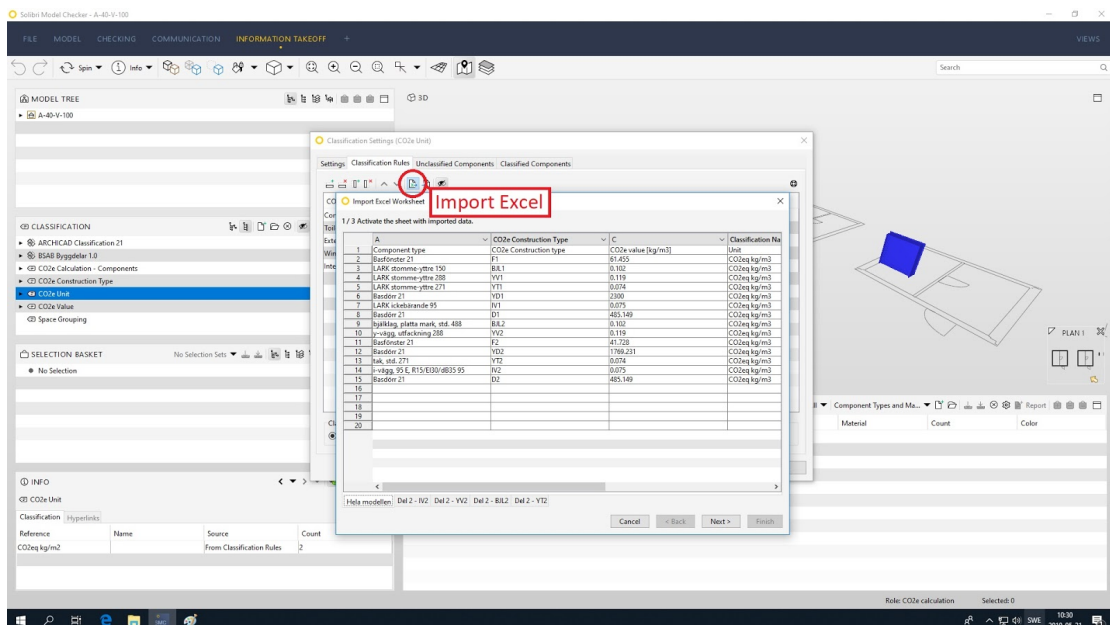 Solibri Model Checker - A-40-V-100
FILE MODEL CHECKING COMMUNICATION INFORMATION TAKEOFF + VIEWS
Spin Info Search
MODEL TREE
3D
A-40-V-100
Classification Settings (CO2e Unit)
Settings Classification Rules Unclassified Components Classified Components
Import Excel
Import Excel Worksheet
1 / 3 Activate the sheet with imported data.
A CO2e Construction Type C Classification Na
1 Component type CO2e Construction type CO2e value [kg/m3] Unit
2 Basfönster 21 F1 61.455 CO2eq kg/m3
3 LARK stomme-yttre 150 BJL1 0.102 CO2eq kg/m3
4 LARK stomme-yttre 288 YV1 0.119 CO2eq kg/m3
5 LARK stomme-yttre 271 YT1 0.074 CO2eq kg/m3
6 Basdörr 21 YD1 2300 CO2eq kg/m3
7 LARK ickebärande 95 IV1 0.075 CO2eq kg/m3
8 Basdörr 21 D1 485.149 CO2eq kg/m3
9 bjälklag, platta mark, std. 488 BJL2 0.102 CO2eq kg/m3
10 y-vägg, utfackning 288 YV2 0.119 CO2eq kg/m3
11 Basfönster 21 F2 41.728 CO2eq kg/m3
12 Basdörr 21 YD2 1769.231 CO2eq kg/m3
13 tak, std. 271 YT2 0.074 CO2eq kg/m3
14 i-vägg, 95 E, R15/EI30/dB35 95 IV2 0.075 CO2eq kg/m3
15 Basdörr 21 D2 485.149 CO2eq kg/m3
16
17
18
19
20
Hela modellen Del 2 - IV2 Del 2 - YV2 Del 2 - BJL2 Del 2 - YT2
Cancel < Back Next > Finish
CLASSIFICATION
ARCHICAD Classification 21
BSAB Byggdelar 1.0
CO2e Calculation - Components
CO2e Construction Type
CO2e Unit
CO2e Value
Space Grouping
SELECTION BASKET No Selection Sets
No Selection
PLAN 1
Component Types and Ma... Report
Material Count Color
INFO
CO2e Unit
Classification Hyperlinks
Reference Name Source Count
CO2eq kg/m2 From Classification Rules 2
Role: CO2e calculation Selected: 0
SWE 10:30